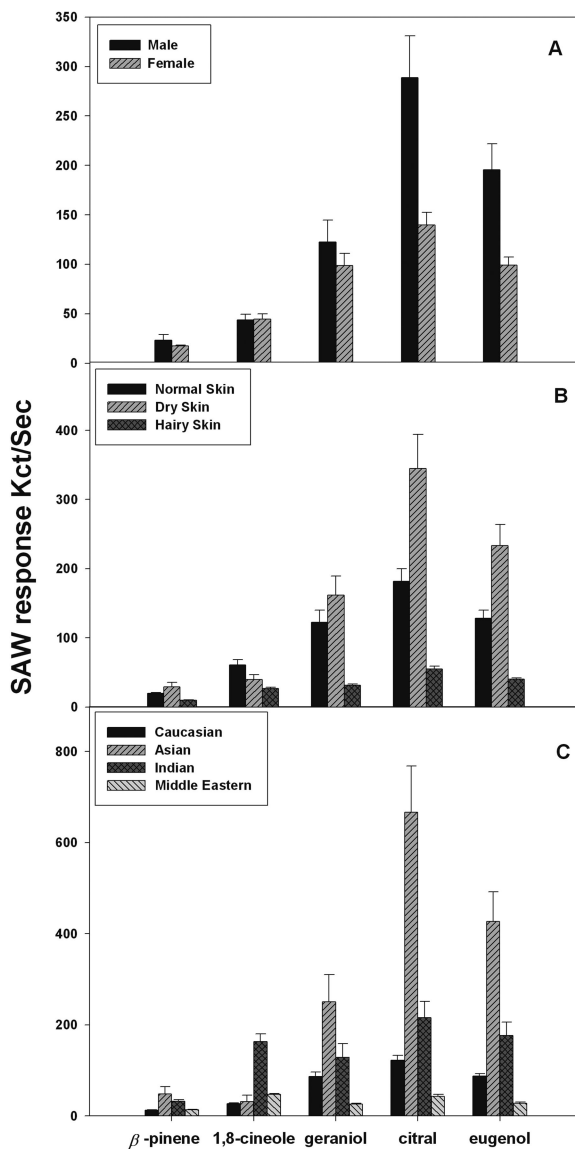 350
300
250
200
150
100
50
0
Male
Female
A
400
300
200
100
0
Normal Skin
Dry Skin
Hairy Skin
B
SAW response Kct/Sec
800
600
400
200
0
Caucasian
Asian
Indian
Middle Eastern
C
β -pinene 1,8-cineole geraniol citral eugenol